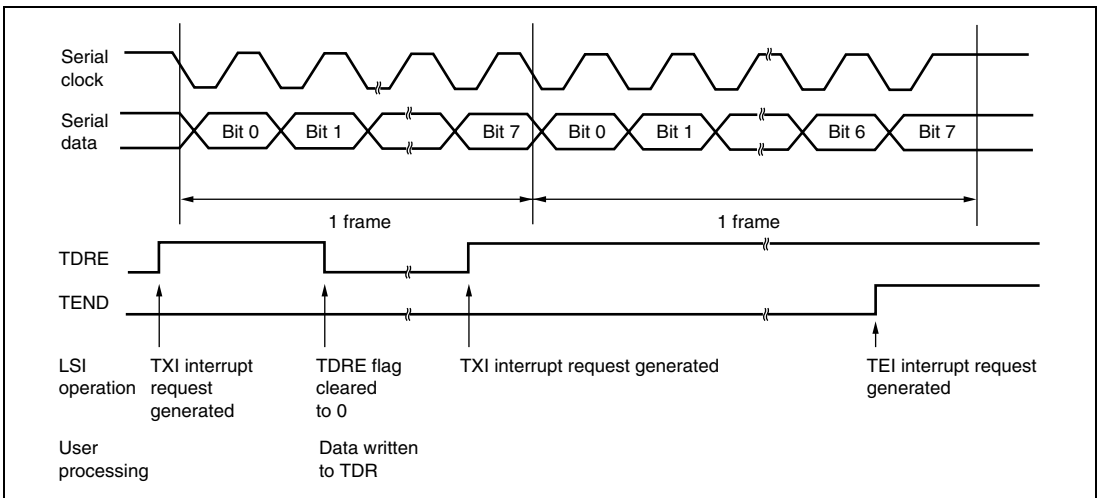 Serial
clock
Serial
data
Bit 0
Bit 1
Bit 7
Bit 0
Bit 1
Bit 6
Bit 7
1 frame
1 frame
TDRE
TEND
LSI
operation
TXI interrupt
request
generated
TDRE flag
cleared
to 0
TXI interrupt request generated
TEI interrupt request
generated
User
processing
Data written
to TDR